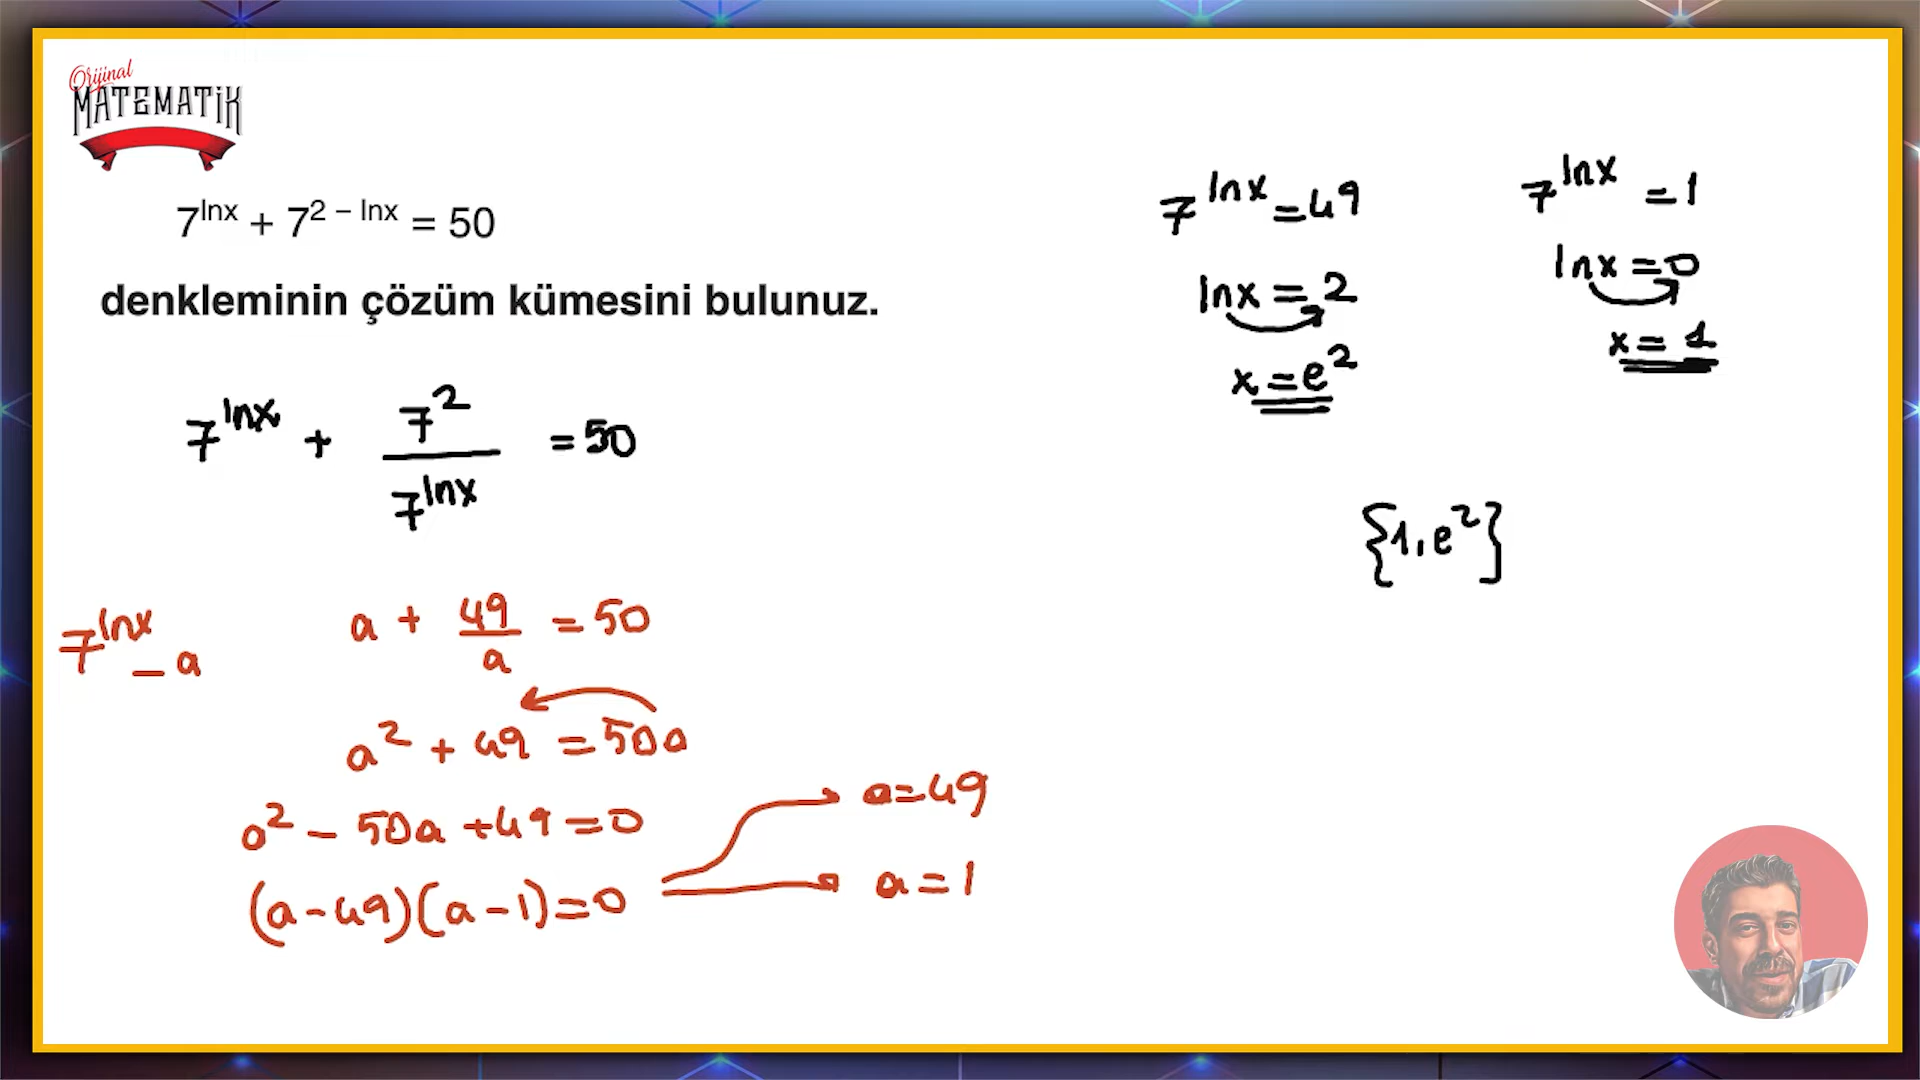 Orijinal
MATEMATİK
7^lnx + 7^2 − lnx = 50
denkleminin çözüm kümesini bulunuz.
7^lnx + 7^2 / 7^lnx = 50
7^lnx = a
a + 49/a = 50
a^2 + 49 = 50a
a^2 - 50a + 49 = 0
(a-49)(a-1)=0
a=49
a=1
7^lnx = 49
lnx = 2
x = e^2
7^lnx = 1
lnx = 0
x = 1
{1, e^2}